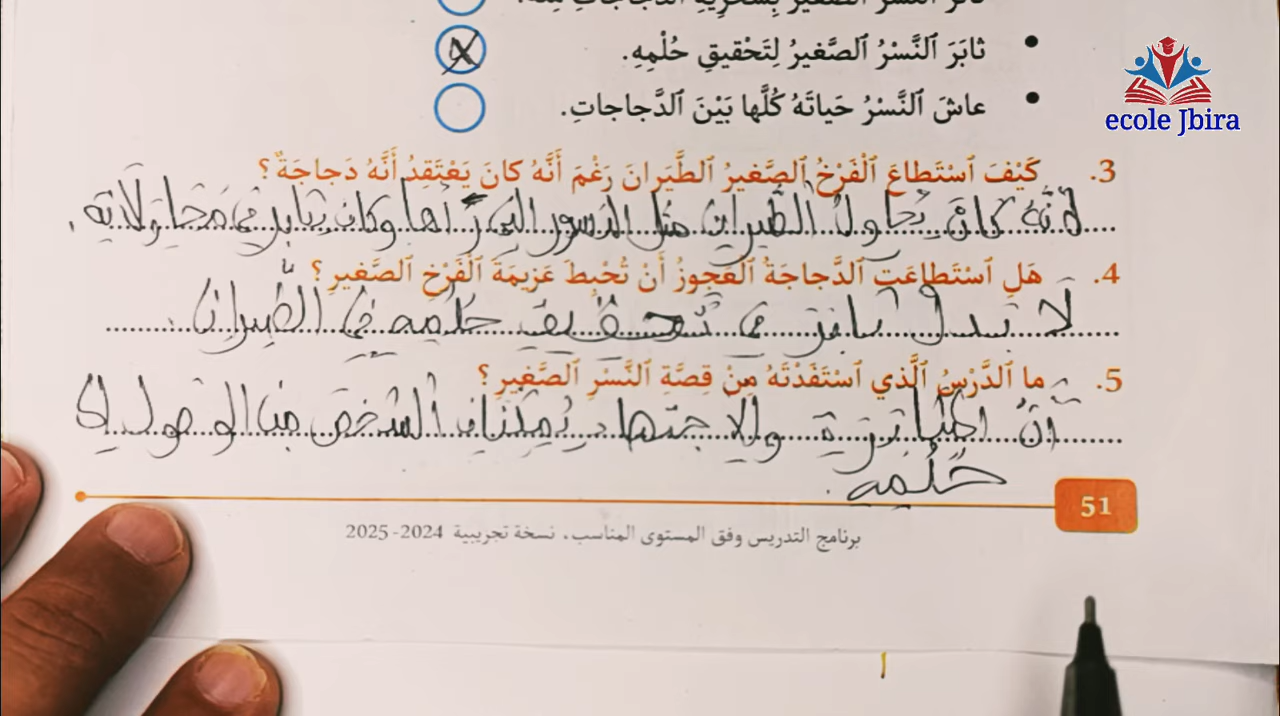 ثابَرَ ٱلنَّسْرُ ٱلصَّغيرُ لِتَحْقيقِ حُلْمِهِ.
عاشَ ٱلنَّسْرُ حَياتَهُ كُلَّها بَيْنَ ٱلدَّجاجاتِ.
ecole Jbira
3. كَيْفَ ٱسْتَطاعَ ٱلْفَرْخُ ٱلصَّغيرُ ٱلطَّيَرانَ رَغْمَ أَنَّهُ كانَ يَعْتَقِدُ أَنَّهُ دَجاجَةٌ؟
لأنه كان يحاول الطيران مثل النسور التي رآها وكان يثابر في محاولاته.
4. هَلِ ٱسْتَطاعَتِ ٱلدَّجاجَةُ ٱلْعَجوزُ أَنْ تُحْبِطَ عَزيمَةَ ٱلْفَرْخِ ٱلصَّغيرِ؟
لا بل ثابر في تحقيق حلمه في الطيران.
5. ما ٱلدَّرْسُ ٱلَّذي ٱسْتَفَدْتَهُ مِنْ قِصَّةِ ٱلنَّسْرِ ٱلصَّغيرِ؟
أن المثابرة والاجتهاد يمكنان الشخص من الوصول إلى
حلمه.
51
برنامج التدريس وفق المستوى المناسب، نسخة تجريبية 2024-2025